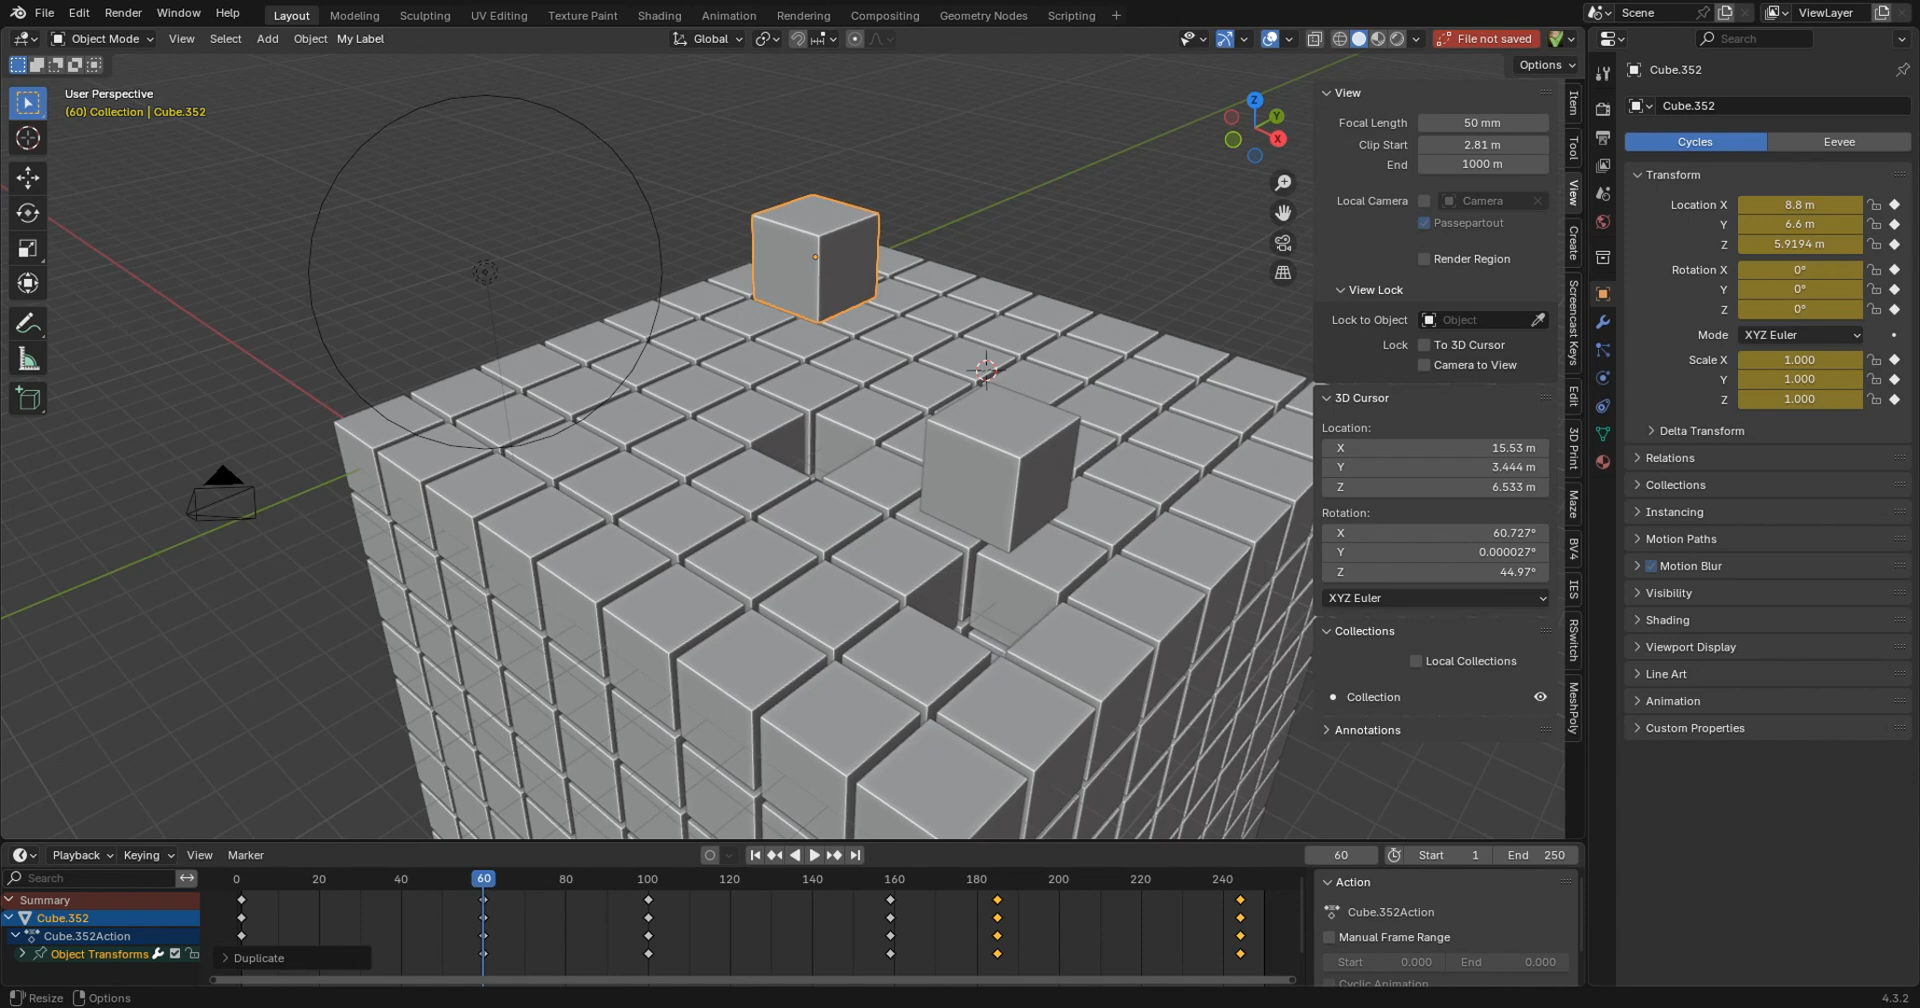 File Edit Render Window Help Layout Modeling Sculpting UV Editing Texture Paint Shading Animation Rendering Compositing Geometry Nodes Scripting + Scene ViewLayer
Object Mode View Select Add Object My Label Global File not saved Search
Options
User Perspective
(60) Collection | Cube.352
Z
Y
X
View
Focal Length 50 mm
Clip Start 2.81 m
End 1000 m
Local Camera Camera
Passepartout
Render Region
View Lock
Lock to Object Object
Lock To 3D Cursor
Camera to View
3D Cursor
Location:
X 15.53 m
Y 3.444 m
Z 6.533 m
Rotation:
X 60.727°
Y 0.000027°
Z 44.97°
XYZ Euler
Collections
Local Collections
Collection
Annotations
Item
Tool
View
Create
Screencast Keys
Edit
3D Print
Maze
BV4
IES
RSwitch
MeshPoly
Cube.352
Cube.352
Cycles Eevee
Transform
Location X 8.8 m
Y 6.6 m
Z 5.9194 m
Rotation X 0°
Y 0°
Z 0°
Mode XYZ Euler
Scale X 1.000
Y 1.000
Z 1.000
Delta Transform
Relations
Collections
Instancing
Motion Paths
Motion Blur
Visibility
Shading
Viewport Display
Line Art
Animation
Custom Properties
Playback Keying View Marker 60 Start 1 End 250
Search 0 20 40 60 80 100 120 140 160 180 200 220 240
Summary
Cube.352
Cube.352Action
Object Transforms
Duplicate
Action
Cube.352Action
Manual Frame Range
Start 0.000 End 0.000
Cyclic Animation
Resize Options 4.3.2